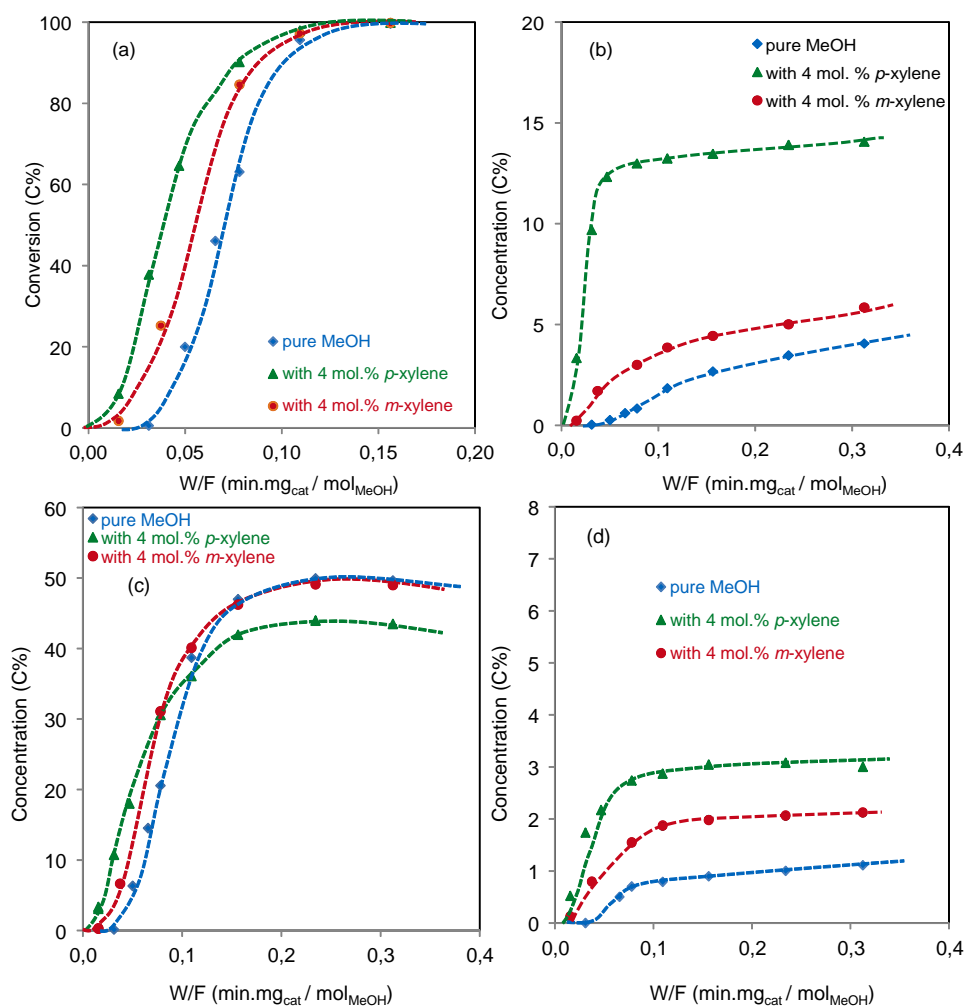 100
80
60
40
20
0
Conversion (C%)
(a)
pure MeOH
with 4 mol.% p-xylene
with 4 mol.% m-xylene
0,00 0,05 0,10 0,15 0,20
W/F (min.mgcat / molMeOH)
20
15
10
5
0
Concentration (C%)
(b)
pure MeOH
with 4 mol. % p-xylene
with 4 mol. % m-xylene
0,0 0,1 0,2 0,3 0,4
W/F (min.mgcat / molMeOH)
60
50
40
30
20
10
0
Concentration (C%)
pure MeOH
with 4 mol.% p-xylene
with 4 mol.% m-xylene
(c)
0,0 0,1 0,2 0,3 0,4
W/F (min.mgcat / molMeOH)
8
7
6
5
4
3
2
1
0
Concentration (C%)
(d)
pure MeOH
with 4 mol.% p-xylene
with 4 mol.% m-xylene
0,0 0,1 0,2 0,3 0,4
W/F (min.mgcat / molMeOH)